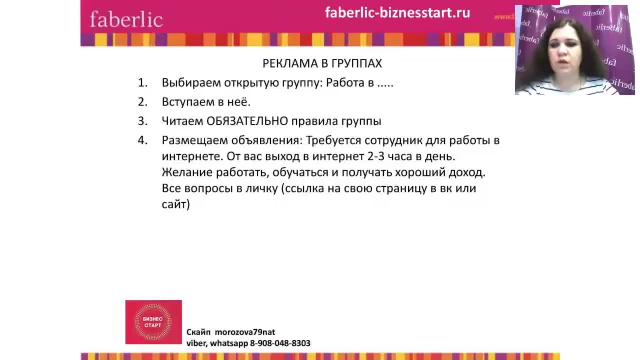 faberlic
faberlic-biznesstart.ru
www.
РЕКЛАМА В ГРУППАХ
1. Выбираем открытую группу: Работа в .....
2. Вступаем в неё.
3. Читаем ОБЯЗАТЕЛЬНО правила группы
4. Размещаем объявления: Требуется сотрудник для работы в
интернете. От вас выход в интернет 2-3 часа в день.
Желание работать, обучаться и получать хороший доход.
Все вопросы в личку (ссылка на свою страницу в вк или
сайт)
БИЗНЕС
СТАРТ
Скайп morozova79nat
viber, whatsapp 8-908-048-8303